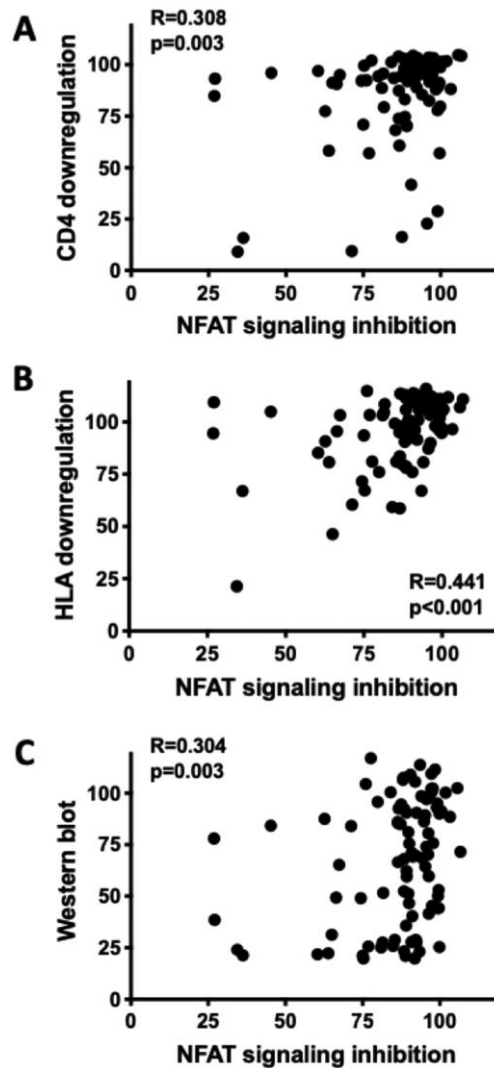 A
R=0.308
p=0.003
CD4 downregulation
100
75
50
25
0
0 25 50 75 100
NFAT signaling inhibition
B
HLA downregulation
100
75
50
25
0
R=0.441
p<0.001
0 25 50 75 100
NFAT signaling inhibition
C
R=0.304
p=0.003
Western blot
100
75
50
25
0
0 25 50 75 100
NFAT signaling inhibition